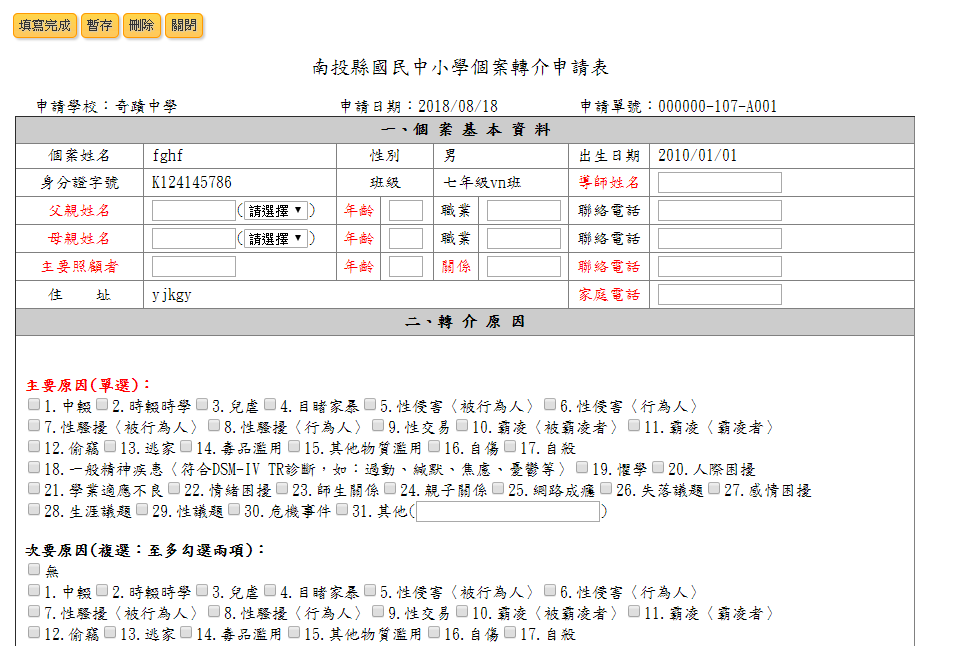 填寫完成 暫存 刪除 關閉
南投縣國民中小學個案轉介申請表
申請學校：奇蹟中學 申請日期：2018/08/18 申請單號：000000-107-A001
一、個 案 基 本 資 料
個案姓名 fghf 性別 男 出生日期 2010/01/01
身分證字號 K124145786 班級 七年級vn班 導師姓名
父親姓名 (請選擇▼) 年齡 職業 聯絡電話
母親姓名 (請選擇▼) 年齡 職業 聯絡電話
主要照顧者 年齡 關係 聯絡電話
住 址 yjkgy 家庭電話
二、轉 介 原 因
主要原因(單選)：
1.中輟 2.時輟時學 3.兒虐 4.目睹家暴 5.性侵害〈被行為人〉 6.性侵害〈行為人〉
7.性騷擾〈被行為人〉 8.性騷擾〈行為人〉 9.性交易 10.霸凌〈被霸凌者〉 11.霸凌〈霸凌者〉
12.偷竊 13.逃家 14.毒品濫用 15.其他物質濫用 16.自傷 17.自殺
18.一般精神疾患〈符合DSM-IV TR診斷，如：過動、緘默、焦慮、憂鬱等〉 19.懼學 20.人際困擾
21.學業適應不良 22.情緒困擾 23.師生關係 24.親子關係 25.網路成癮 26.失落議題 27.感情困擾
28.生涯議題 29.性議題 30.危機事件 31.其他( )
次要原因(複選：至多勾選兩項)：
無
1.中輟 2.時輟時學 3.兒虐 4.目睹家暴 5.性侵害〈被行為人〉 6.性侵害〈行為人〉
7.性騷擾〈被行為人〉 8.性騷擾〈行為人〉 9.性交易 10.霸凌〈被霸凌者〉 11.霸凌〈霸凌者〉
12.偷竊 13.逃家 14.毒品濫用 15.其他物質濫用 16.自傷 17.自殺